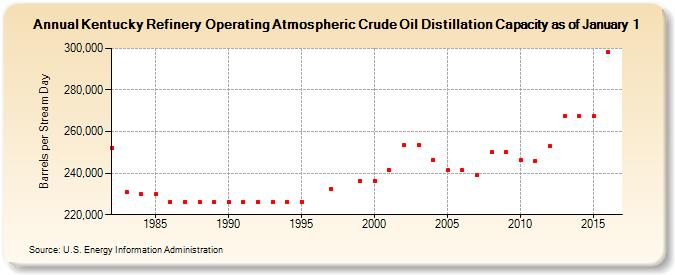 Annual Kentucky Refinery Operating Atmospheric Crude Oil Distillation Capacity as of January 1
Barrels per Stream Day
300,000
280,000
260,000
240,000
220,000
1985 1990 1995 2000 2005 2010 2015
Source: U.S. Energy Information Administration